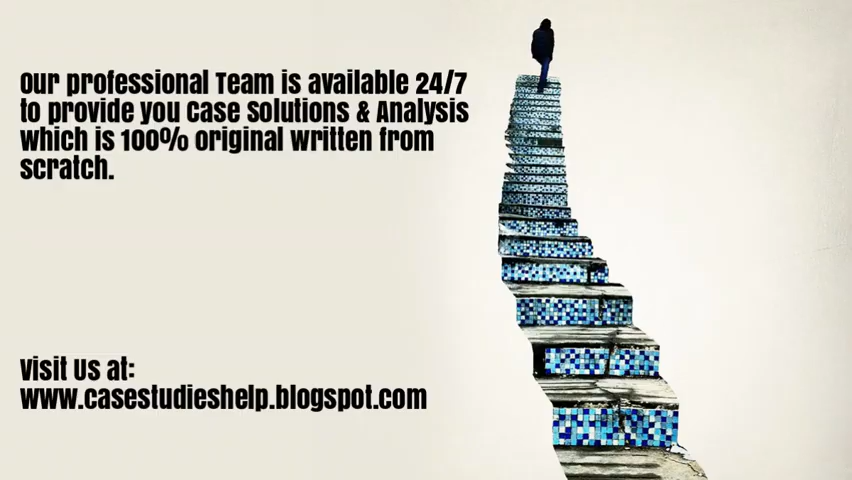 Our professional Team is available 24/7
to provide you Case Solutions & Analysis
which is 100% original written from
scratch.
Visit Us at:
www.casestudieshelp.blogspot.com